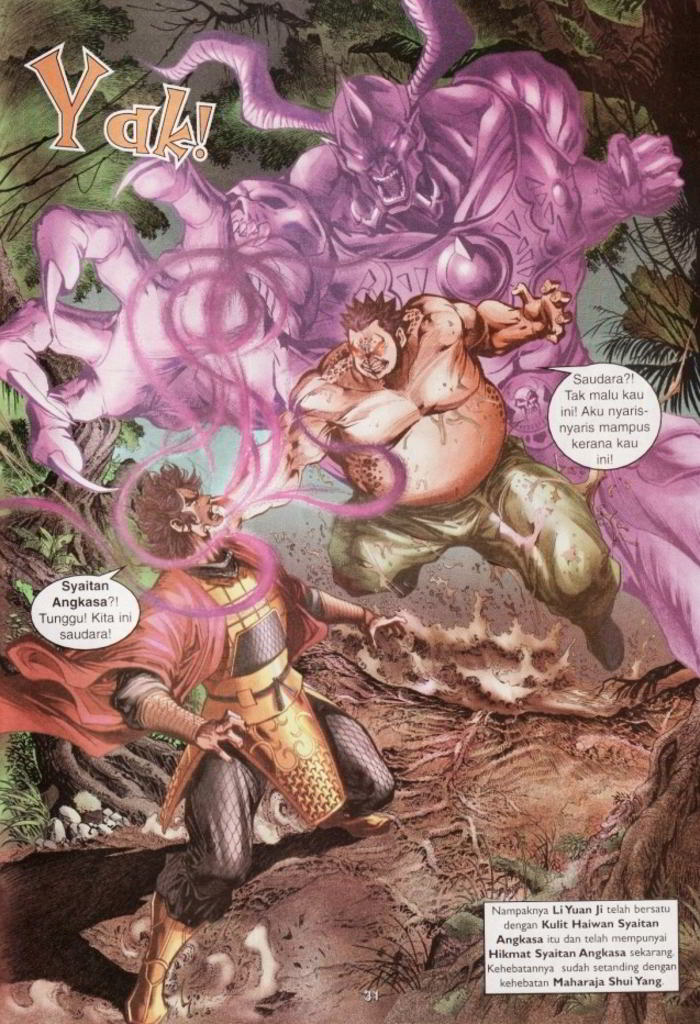 Yak!
Saudara?!
Tak malu kau
ini! Aku nyaris-
nyaris mampus
kerana kau
ini!
Syaitan
Angkasa?!
Tunggu! Kita ini
saudara!
Nampaknya Li Yuan Ji telah bersatu
dengan Kulit Haiwan Syaitan
Angkasa itu dan telah mempunyai
Hikmat Syaitan Angkasa sekarang.
Kehebatannya sudah setanding dengan
kehebatan Maharaja Shui Yang.
31